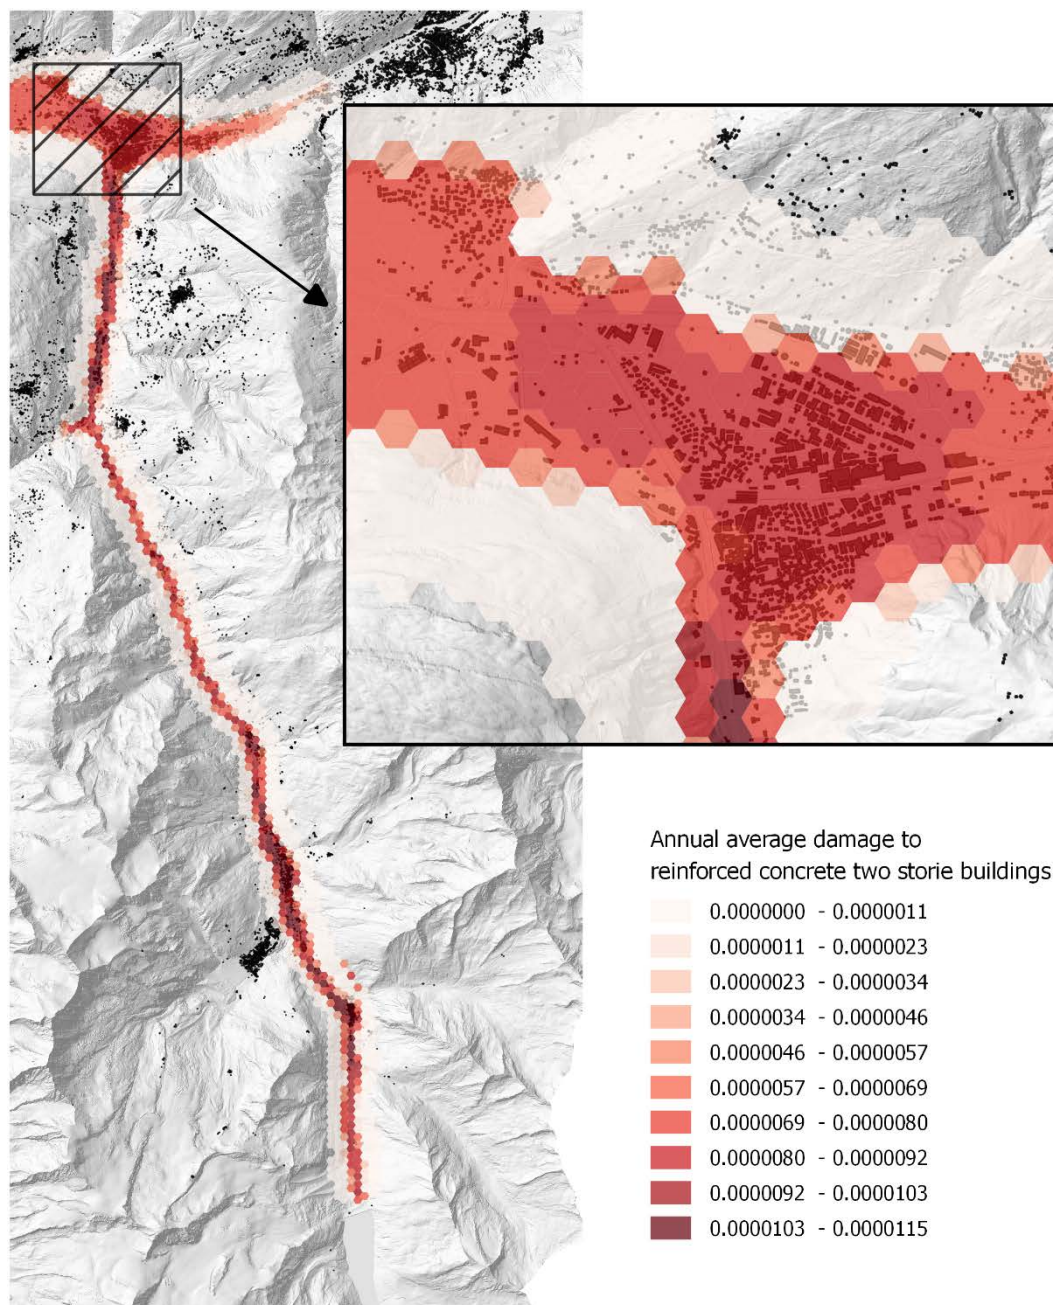 Annual average damage to
reinforced concrete two storie buildings
0.0000000 - 0.0000011
0.0000011 - 0.0000023
0.0000023 - 0.0000034
0.0000034 - 0.0000046
0.0000046 - 0.0000057
0.0000057 - 0.0000069
0.0000069 - 0.0000080
0.0000080 - 0.0000092
0.0000092 - 0.0000103
0.0000103 - 0.0000115